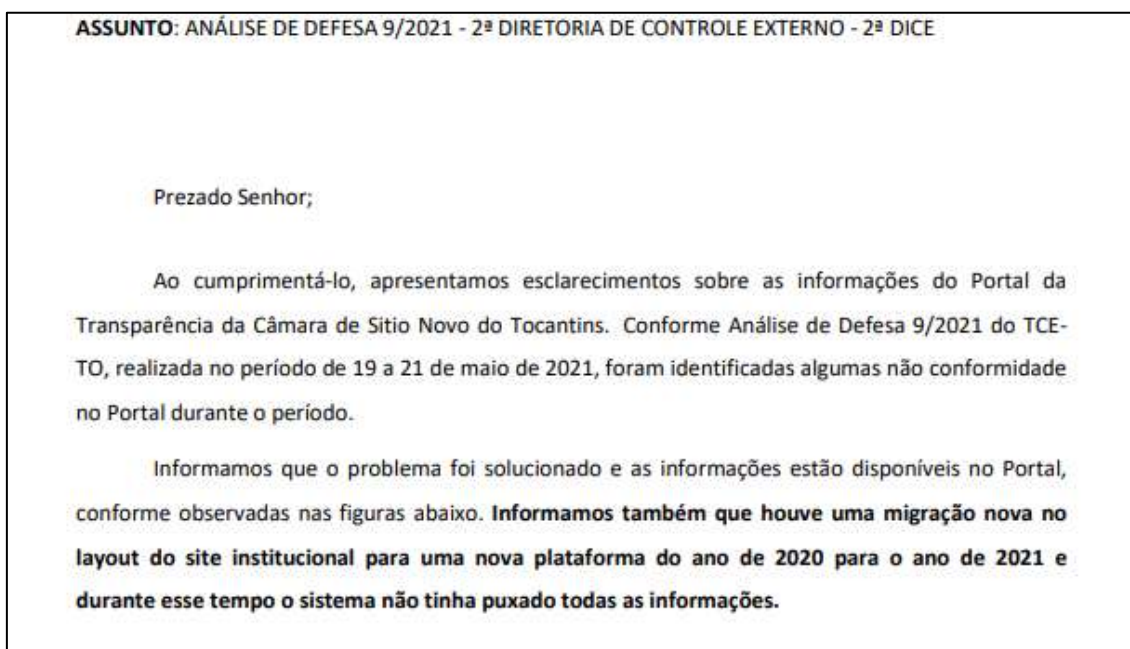 ASSUNTO: ANÁLISE DE DEFESA 9/2021 - 2ª DIRETORIA DE CONTROLE EXTERNO - 2ª DICE
Prezado Senhor;
Ao cumprimentá-lo, apresentamos esclarecimentos sobre as informações do Portal da
Transparência da Câmara de Sitio Novo do Tocantins. Conforme Análise de Defesa 9/2021 do TCE-
TO, realizada no período de 19 a 21 de maio de 2021, foram identificadas algumas não conformidade
no Portal durante o período.
Informamos que o problema foi solucionado e as informações estão disponíveis no Portal,
conforme observadas nas figuras abaixo. Informamos também que houve uma migração nova no
layout do site institucional para uma nova plataforma do ano de 2020 para o ano de 2021 e
durante esse tempo o sistema não tinha puxado todas as informações.